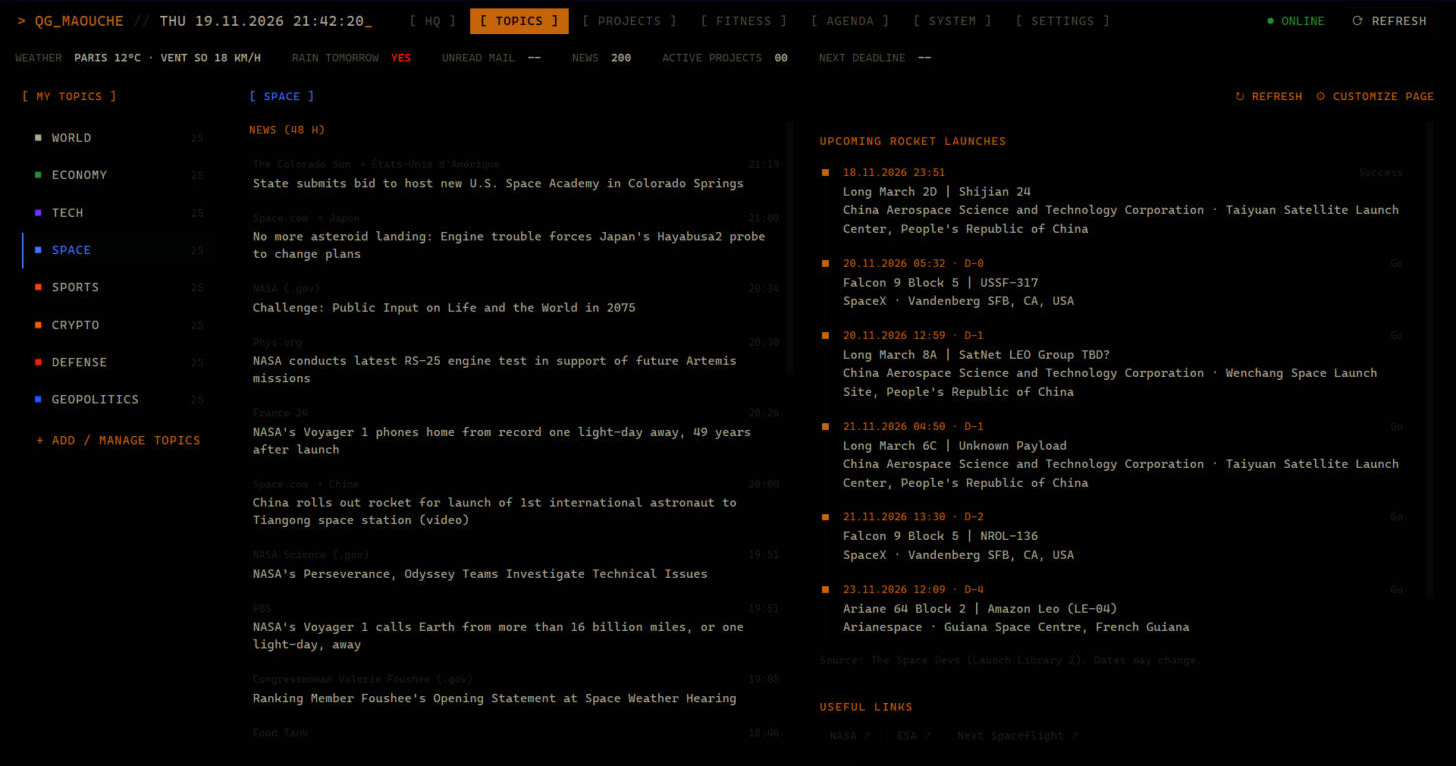 > QG_MAOUCHE // THU 19.11.2026 21:42:20_ [ HQ ] [ TOPICS ] [ PROJECTS ] [ FITNESS ] [ AGENDA ] [ SYSTEM ] [ SETTINGS ] ONLINE REFRESH
WEATHER PARIS 12°C · VENT SO 18 KM/H RAIN TOMORROW YES UNREAD MAIL -- NEWS 200 ACTIVE PROJECTS 00 NEXT DEADLINE --
[ MY TOPICS ]
WORLD 25
ECONOMY 25
TECH 25
SPACE 25
SPORTS 25
CRYPTO 25
DEFENSE 25
GEOPOLITICS 25
+ ADD / MANAGE TOPICS
[ SPACE ]
↻ REFRESH ⚙ CUSTOMIZE PAGE
NEWS (48 H)
The Colorado Sun • États-Unis d'Amérique 21:19
State submits bid to host new U.S. Space Academy in Colorado Springs
Space.com • Japon 21:00
No more asteroid landing: Engine trouble forces Japan's Hayabusa2 probe
to change plans
NASA (.gov) 20:34
Challenge: Public Input on Life and the World in 2075
Phys.org 20:30
NASA conducts latest RS-25 engine test in support of future Artemis
missions
France 24 20:26
NASA's Voyager 1 phones home from record one light-day away, 49 years
after launch
Space.com • Chine 20:00
China rolls out rocket for launch of 1st international astronaut to
Tiangong space station (video)
NASA Science (.gov) 19:51
NASA's Perseverance, Odyssey Teams Investigate Technical Issues
PBS 19:51
NASA's Voyager 1 calls Earth from more than 16 billion miles, or one
light-day, away
Congresswoman Valerie Foushee (.gov) 19:05
Ranking Member Foushee's Opening Statement at Space Weather Hearing
Food Tank 18:46
UPCOMING ROCKET LAUNCHES
18.11.2026 23:51 Success
Long March 2D | Shijian 24
China Aerospace Science and Technology Corporation · Taiyuan Satellite Launch
Center, People's Republic of China
20.11.2026 05:32 · D-0 Go
Falcon 9 Block 5 | USSF-317
SpaceX · Vandenberg SFB, CA, USA
20.11.2026 12:59 · D-1 Go
Long March 8A | SatNet LEO Group TBD?
China Aerospace Science and Technology Corporation · Wenchang Space Launch
Site, People's Republic of China
21.11.2026 04:50 · D-1 Go
Long March 6C | Unknown Payload
China Aerospace Science and Technology Corporation · Taiyuan Satellite Launch
Center, People's Republic of China
21.11.2026 13:30 · D-2 Go
Falcon 9 Block 5 | NROL-136
SpaceX · Vandenberg SFB, CA, USA
23.11.2026 12:09 · D-4 Go
Ariane 64 Block 2 | Amazon Leo (LE-04)
Arianespace · Guiana Space Centre, French Guiana
Source: The Space Devs (Launch Library 2). Dates may change.
USEFUL LINKS
NASA ↗ ESA ↗ Next Spaceflight ↗